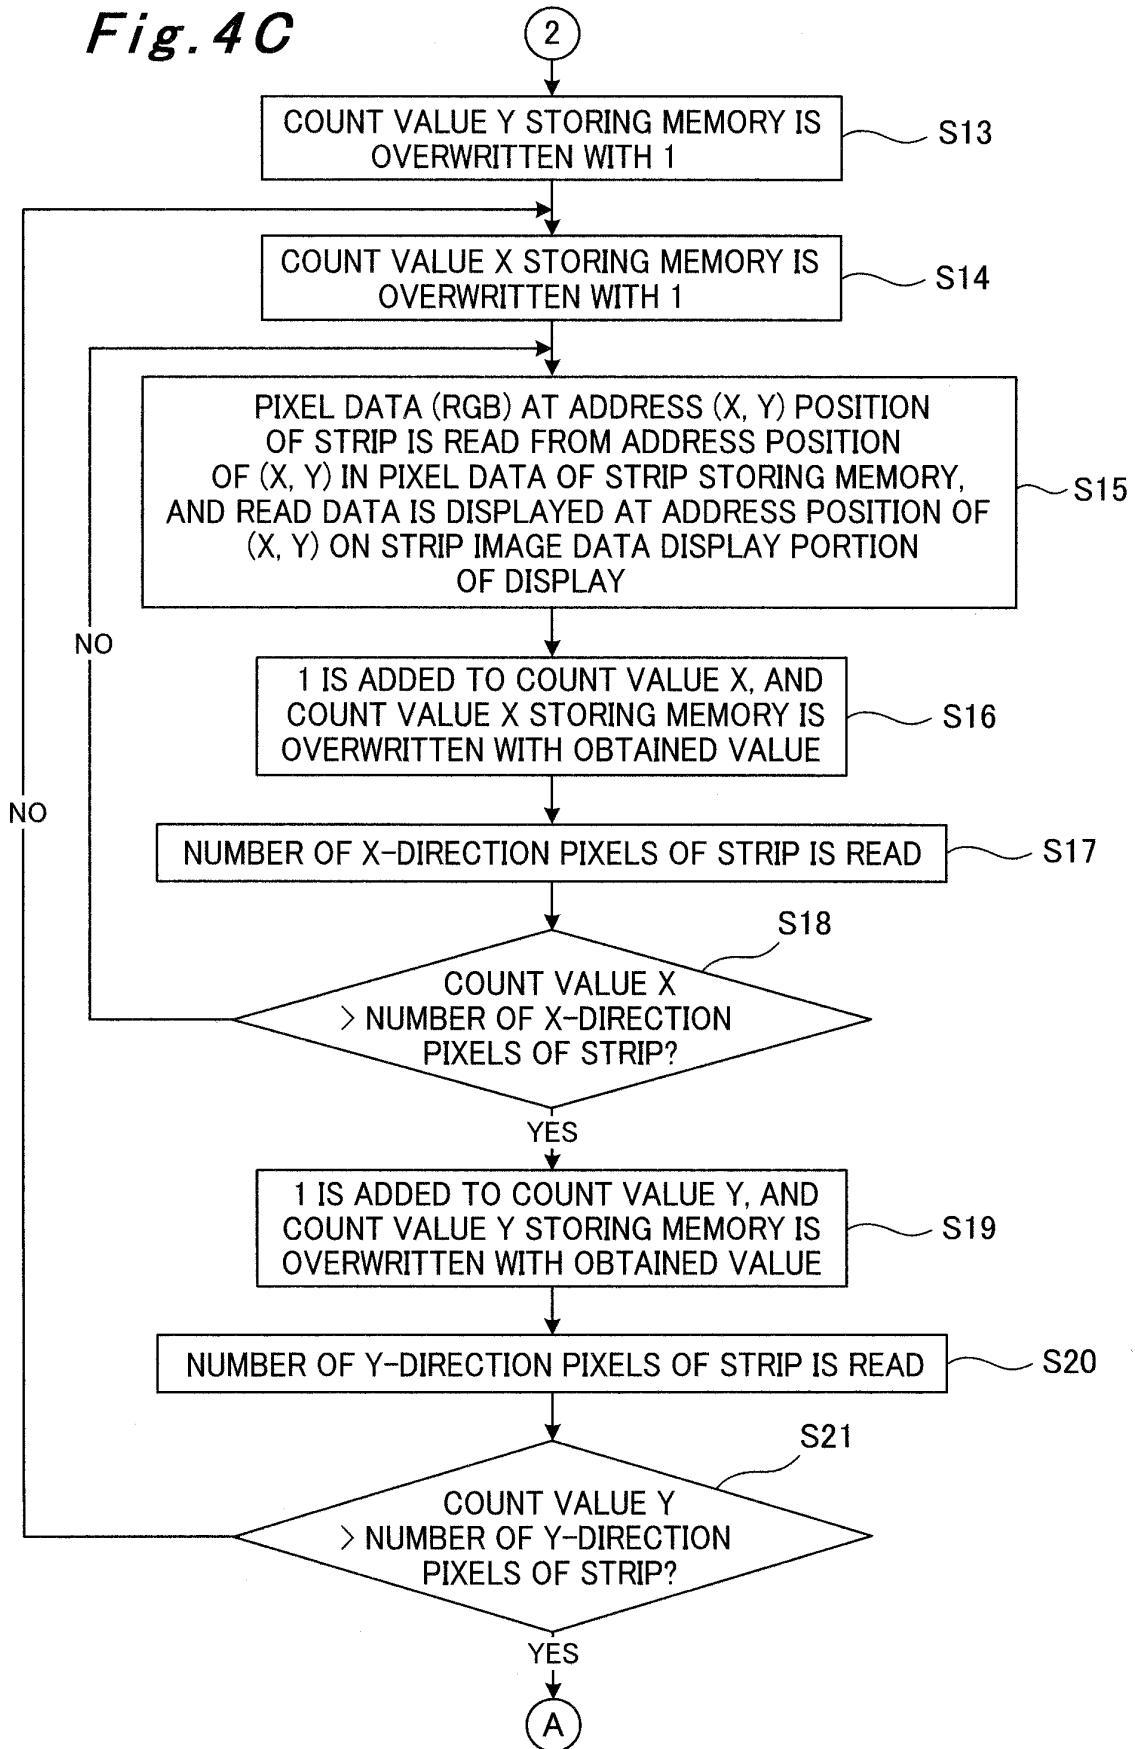 Fig.4C
2
COUNT VALUE Y STORING MEMORY IS
OVERWRITTEN WITH 1
S13
COUNT VALUE X STORING MEMORY IS
OVERWRITTEN WITH 1
S14
PIXEL DATA (RGB) AT ADDRESS (X, Y) POSITION
OF STRIP IS READ FROM ADDRESS POSITION
OF (X, Y) IN PIXEL DATA OF STRIP STORING MEMORY,
AND READ DATA IS DISPLAYED AT ADDRESS POSITION OF
(X, Y) ON STRIP IMAGE DATA DISPLAY PORTION
OF DISPLAY
S15
NO
1 IS ADDED TO COUNT VALUE X, AND
COUNT VALUE X STORING MEMORY IS
OVERWRITTEN WITH OBTAINED VALUE
S16
NO
NUMBER OF X-DIRECTION PIXELS OF STRIP IS READ
S17
S18
COUNT VALUE X
> NUMBER OF X-DIRECTION
PIXELS OF STRIP?
YES
1 IS ADDED TO COUNT VALUE Y, AND
COUNT VALUE Y STORING MEMORY IS
OVERWRITTEN WITH OBTAINED VALUE
S19
NUMBER OF Y-DIRECTION PIXELS OF STRIP IS READ
S20
S21
COUNT VALUE Y
> NUMBER OF Y-DIRECTION
PIXELS OF STRIP?
YES
A